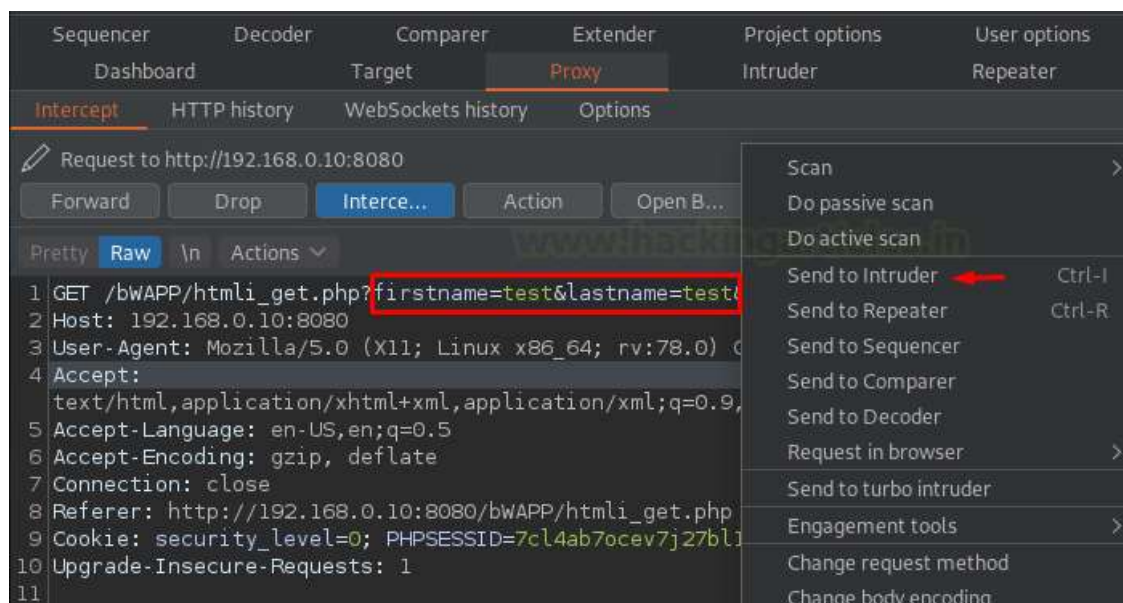 Sequencer Decoder Comparer Extender Project options User options
Dashboard Target Proxy Intruder Repeater
Intercept HTTP history WebSockets history Options
Request to http://192.168.0.10:8080
Forward Drop Interce... Action Open B...
Pretty Raw \n Actions
1 GET /bWAPP/htmli_get.php?firstname=test&lastname=test&
2 Host: 192.168.0.10:8080
3 User-Agent: Mozilla/5.0 (X11; Linux x86_64; rv:78.0)
4 Accept:
text/html,application/xhtml+xml,application/xml;q=0.9,
5 Accept-Language: en-US,en;q=0.5
6 Accept-Encoding: gzip, deflate
7 Connection: close
8 Referer: http://192.168.0.10:8080/bWAPP/htmli_get.php
9 Cookie: security_level=0; PHPSESSID=7cl4ab7ocev7j27bl1
10 Upgrade-Insecure-Requests: 1
11
Scan >
Do passive scan
Do active scan
Send to Intruder Ctrl-I
Send to Repeater Ctrl-R
Send to Sequencer
Send to Comparer
Send to Decoder
Request in browser >
Send to turbo intruder
Engagement tools >
Change request method
Change body encoding